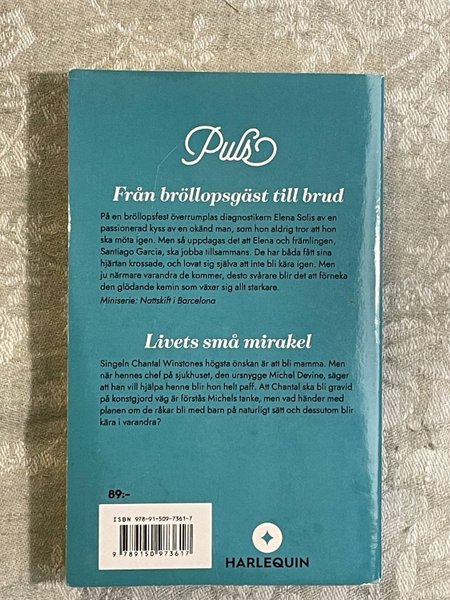 Puls
Från bröllopsgäst till brud
På en bröllopsfest överrumplas diagnostikern Elena Solis av en
passionerad kyss av en okänd man, som hon aldrig tror att hon
ska möta igen. Men så uppdagas det att Elena och främlingen,
Santiago Garcia, ska jobba tillsammans. De har båda fått sina
hjärtan krossade, och lovat sig själva att inte bli kära igen. Men
ju närmare varandra de kommer, desto svårare blir det att förneka
den glödande kemin som växer sig allt starkare.
Miniserie: Nattskift i Barcelona
Livets små mirakel
Singeln Chantal Winstones högsta önskan är att bli mamma. Men
när hennes chef på sjukhuset, den ursnygge Michel Devine, säger
att han vill hjälpa henne blir hon helt paff. Att Chantal ska bli gravid
på konstgjord väg är förstås Michels tanke, men vad händer med
planen om de råkar bli med barn på naturligt sätt och dessutom blir
kära i varandra?
89:-
ISBN 978-91-509-7361-7
9 789150 973617
HARLEQUIN